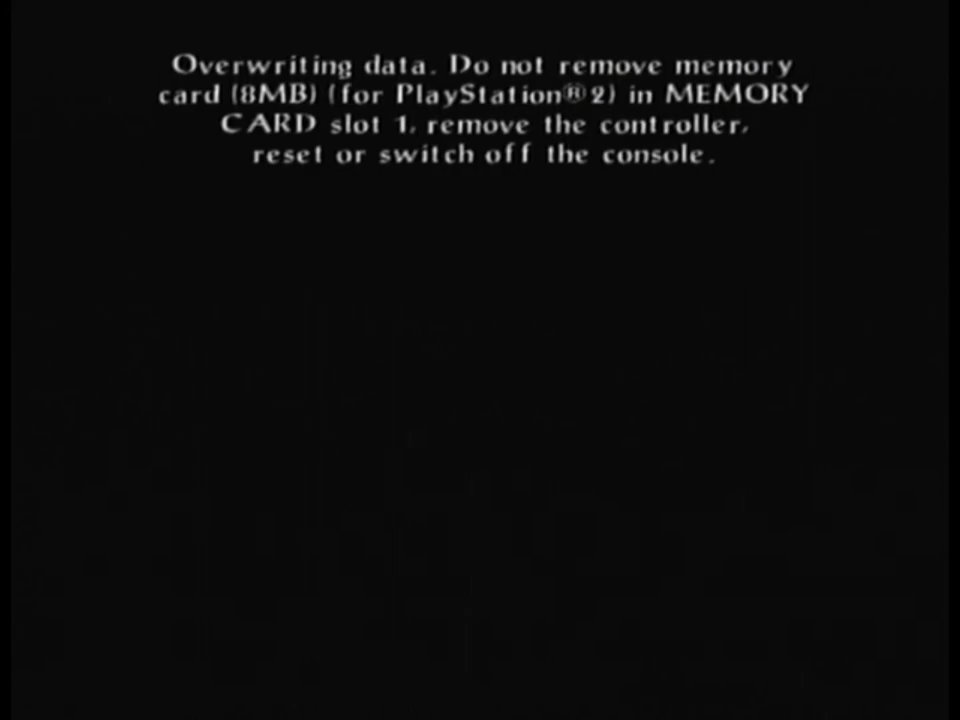 Overwriting data. Do not remove memory
card (8MB) (for PlayStation®2) in MEMORY
CARD slot 1, remove the controller,
reset or switch off the console.